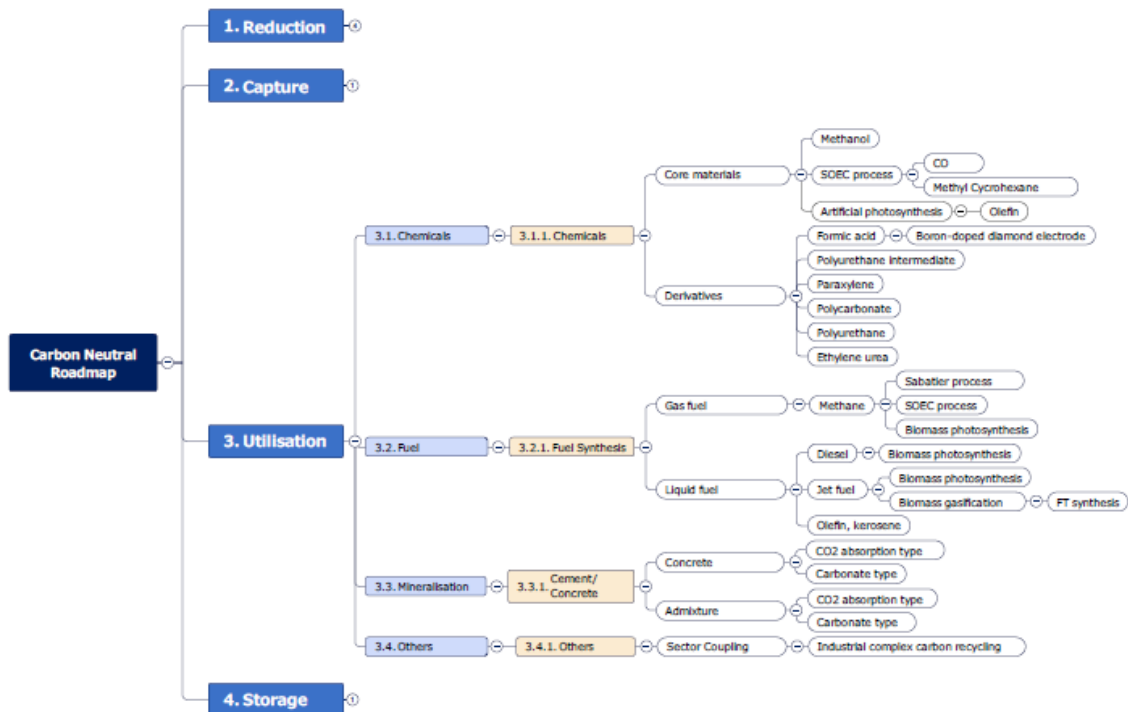 1. Reduction
4
2. Capture
1
Methanol
CO
Core materials
SOEC process
Methyl Cycrohexane
Artificial photosynthesis
Olefin
3.1. Chemicals
3.1.1. Chemicals
Formic acid
Boron-doped diamond electrode
Polyurethane intermediate
Paraxylene
Derivatives
Polycarbonate
Polyurethane
Ethylene urea
Carbon Neutral
Roadmap
Sabatier process
Gas fuel
Methane
SOEC process
Biomass photosynthesis
3. Utilisation
3.2. Fuel
3.2.1. Fuel Synthesis
Diesel
Biomass photosynthesis
Biomass photosynthesis
Liquid fuel
Jet fuel
Biomass gasification
FT synthesis
Olefin, kerosene
CO2 absorption type
Concrete
Carbonate type
3.3. Mineralisation
3.3.1. Cement/
Concrete
CO2 absorption type
Admixture
Carbonate type
3.4. Others
3.4.1. Others
Sector Coupling
Industrial complex carbon recycling
4. Storage
1